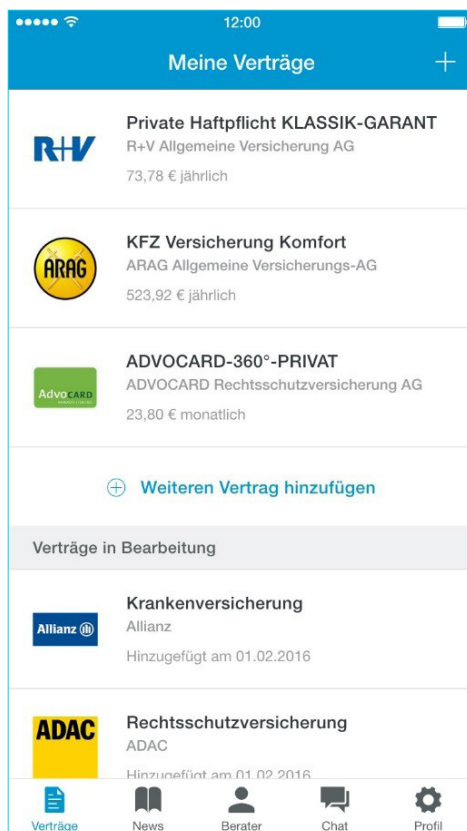 12:00
Meine Verträge
R+V
Private Haftpflicht KLASSIK-GARANT
R+V Allgemeine Versicherung AG
73,78 € jährlich
ARAG
KFZ Versicherung Komfort
ARAG Allgemeine Versicherungs-AG
523,92 € jährlich
AdvoCARD
ADVOCARD-360°-PRIVAT
ADVOCARD Rechtsschutzversicherung AG
23,80 € monatlich
Weiteren Vertrag hinzufügen
Verträge in Bearbeitung
Allianz
Krankenversicherung
Allianz
Hinzugefügt am 01.02.2016
ADAC
Rechtsschutzversicherung
ADAC
Hinzugefügt am 01.02.2016
Verträge News Berater Chat Profil